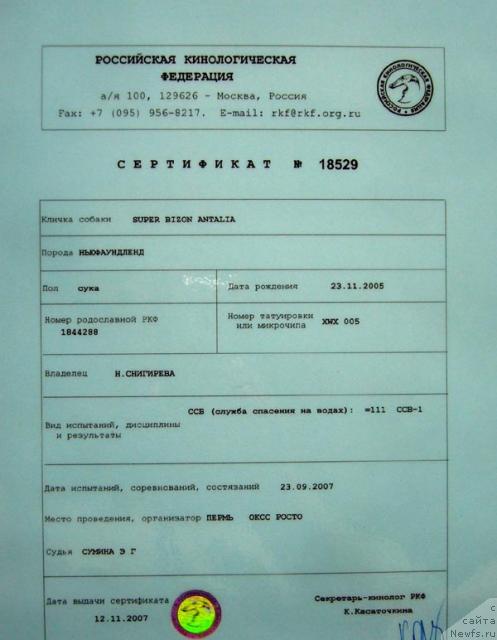 РОССИЙСКАЯ КИНОЛОГИЧЕСКАЯ
ФЕДЕРАЦИЯ
а/я 100, 129626 - Москва, Россия
Fax: +7 (095) 956-8217. E-mail: rkf@rkf.org.ru
СЕРТИФИКАТ № 18529
Кличка собаки SUPER BIZON ANTALIA
Порода НЬЮФАУНДЛЕНД
Пол сука Дата рождения 23.11.2005
Номер родословной РКФ
1844288
Номер татуировки
или микрочипа XWX 005
Владелец Н.СНИГИРЕВА
ССВ (служба спасения на водах): =111 ССВ-1
Вид испытаний, дисциплины
и результаты
Дата испытаний, соревнований, состязаний 23.09.2007
Место проведения, организатор ПЕРМЬ ОКСС РОСТО
Судья СУМИНА Э Г
Дата выдачи сертификата
12.11.2007
Секретарь-кинолог РКФ
К.Касаточкина
с
сайта
Newfs.ru